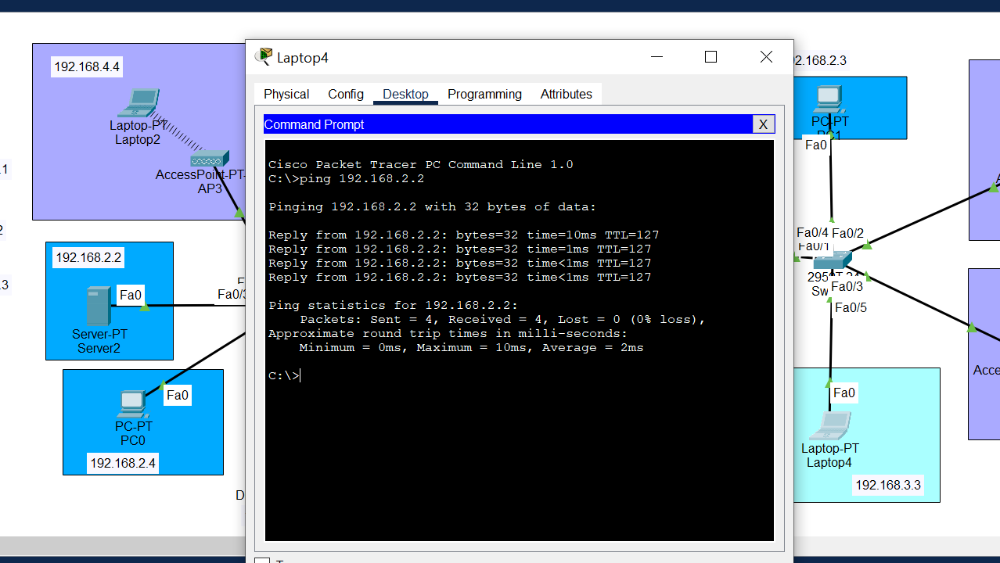 Laptop4
Physical Config Desktop Programming Attributes
Command Prompt
X
Cisco Packet Tracer PC Command Line 1.0
C:\>ping 192.168.2.2
Pinging 192.168.2.2 with 32 bytes of data:
Reply from 192.168.2.2: bytes=32 time=10ms TTL=127
Reply from 192.168.2.2: bytes=32 time=1ms TTL=127
Reply from 192.168.2.2: bytes=32 time<1ms TTL=127
Reply from 192.168.2.2: bytes=32 time<1ms TTL=127
Ping statistics for 192.168.2.2:
Packets: Sent = 4, Received = 4, Lost = 0 (0% loss),
Approximate round trip times in milli-seconds:
Minimum = 0ms, Maximum = 10ms, Average = 2ms
C:\>
192.168.4.4
Laptop-PT
Laptop2
AccessPoint-PT-
AP3
.1
2
.3
192.168.2.2
Fa0
Fa0/3
Server-PT
Server2
Fa0
PC-PT
PC0
192.168.2.4
D
2.168.2.3
PC-PT
PC1
Fa0
Fa0/4
Fa0/2
Fa0/1
Sw
Fa0/3
Fa0/5
Fa0
Laptop-PT
Laptop4
192.168.3.3
Acce